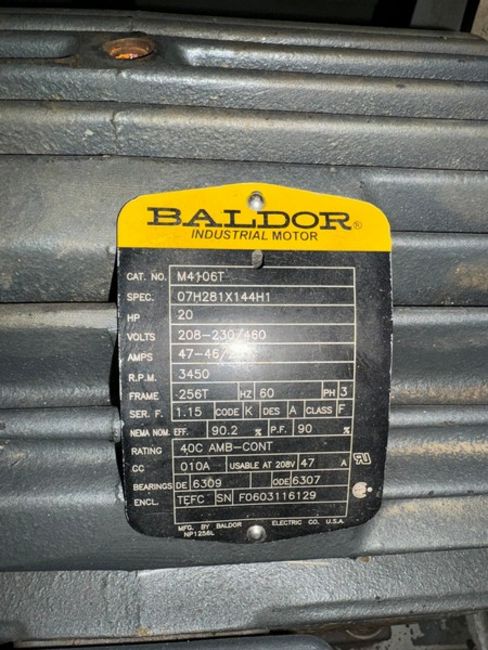 BALDOR®
INDUSTRIAL MOTOR
CAT. NO. M4106T
SPEC. 07H281X144H1
HP 20
VOLTS 208-230/460
AMPS 47-46/
R.P.M. 3450
FRAME 256T HZ 60 PH 3
SER. F. 1.15 CODE K DES A CLASS F
NEMA NOM. EFF. 90.2 % P.F. 90 %
RATING 40C AMB-CONT
CC 010A USABLE AT 208V 47 A
BEARINGS DE 6309 ODE 6307
ENCL. TEFC SN F0603116129
MFG. BY BALDOR ELECTRIC CO. U.S.A.
NP1256L